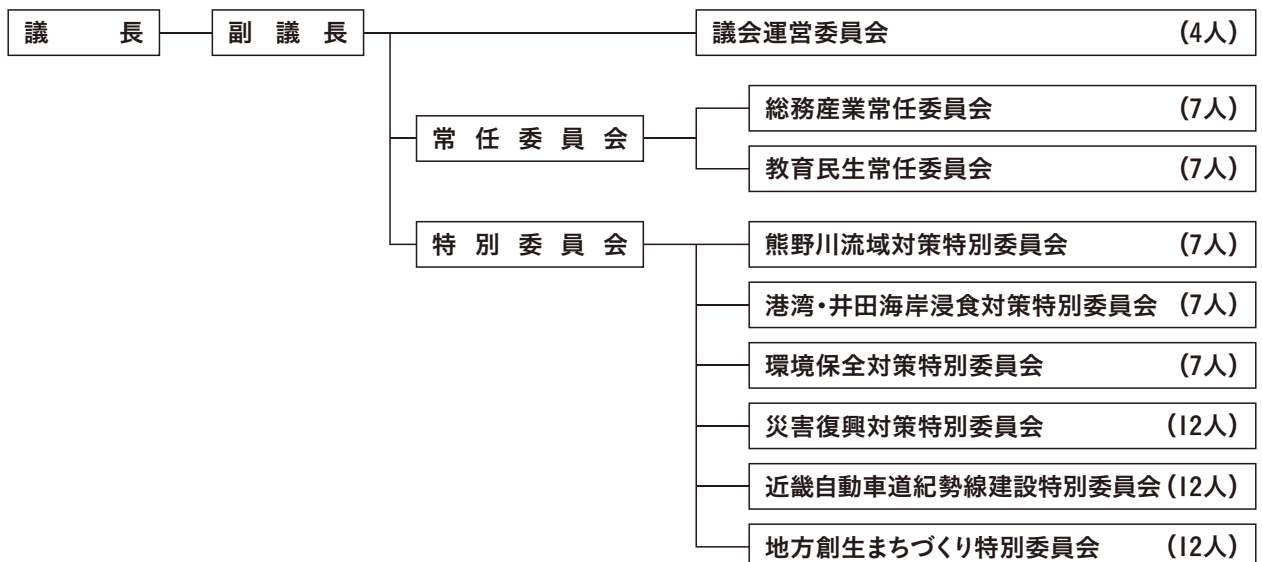 議長 副議長 議会運営委員会 (4人)
総務産業常任委員会 (7人)
常任委員会
教育民生常任委員会 (7人)
特別委員会 熊野川流域対策特別委員会 (7人)
港湾・井田海岸浸食対策特別委員会 (7人)
環境保全対策特別委員会 (7人)
災害復興対策特別委員会 (12人)
近畿自動車道紀勢線建設特別委員会 (12人)
地方創生まちづくり特別委員会 (12人)